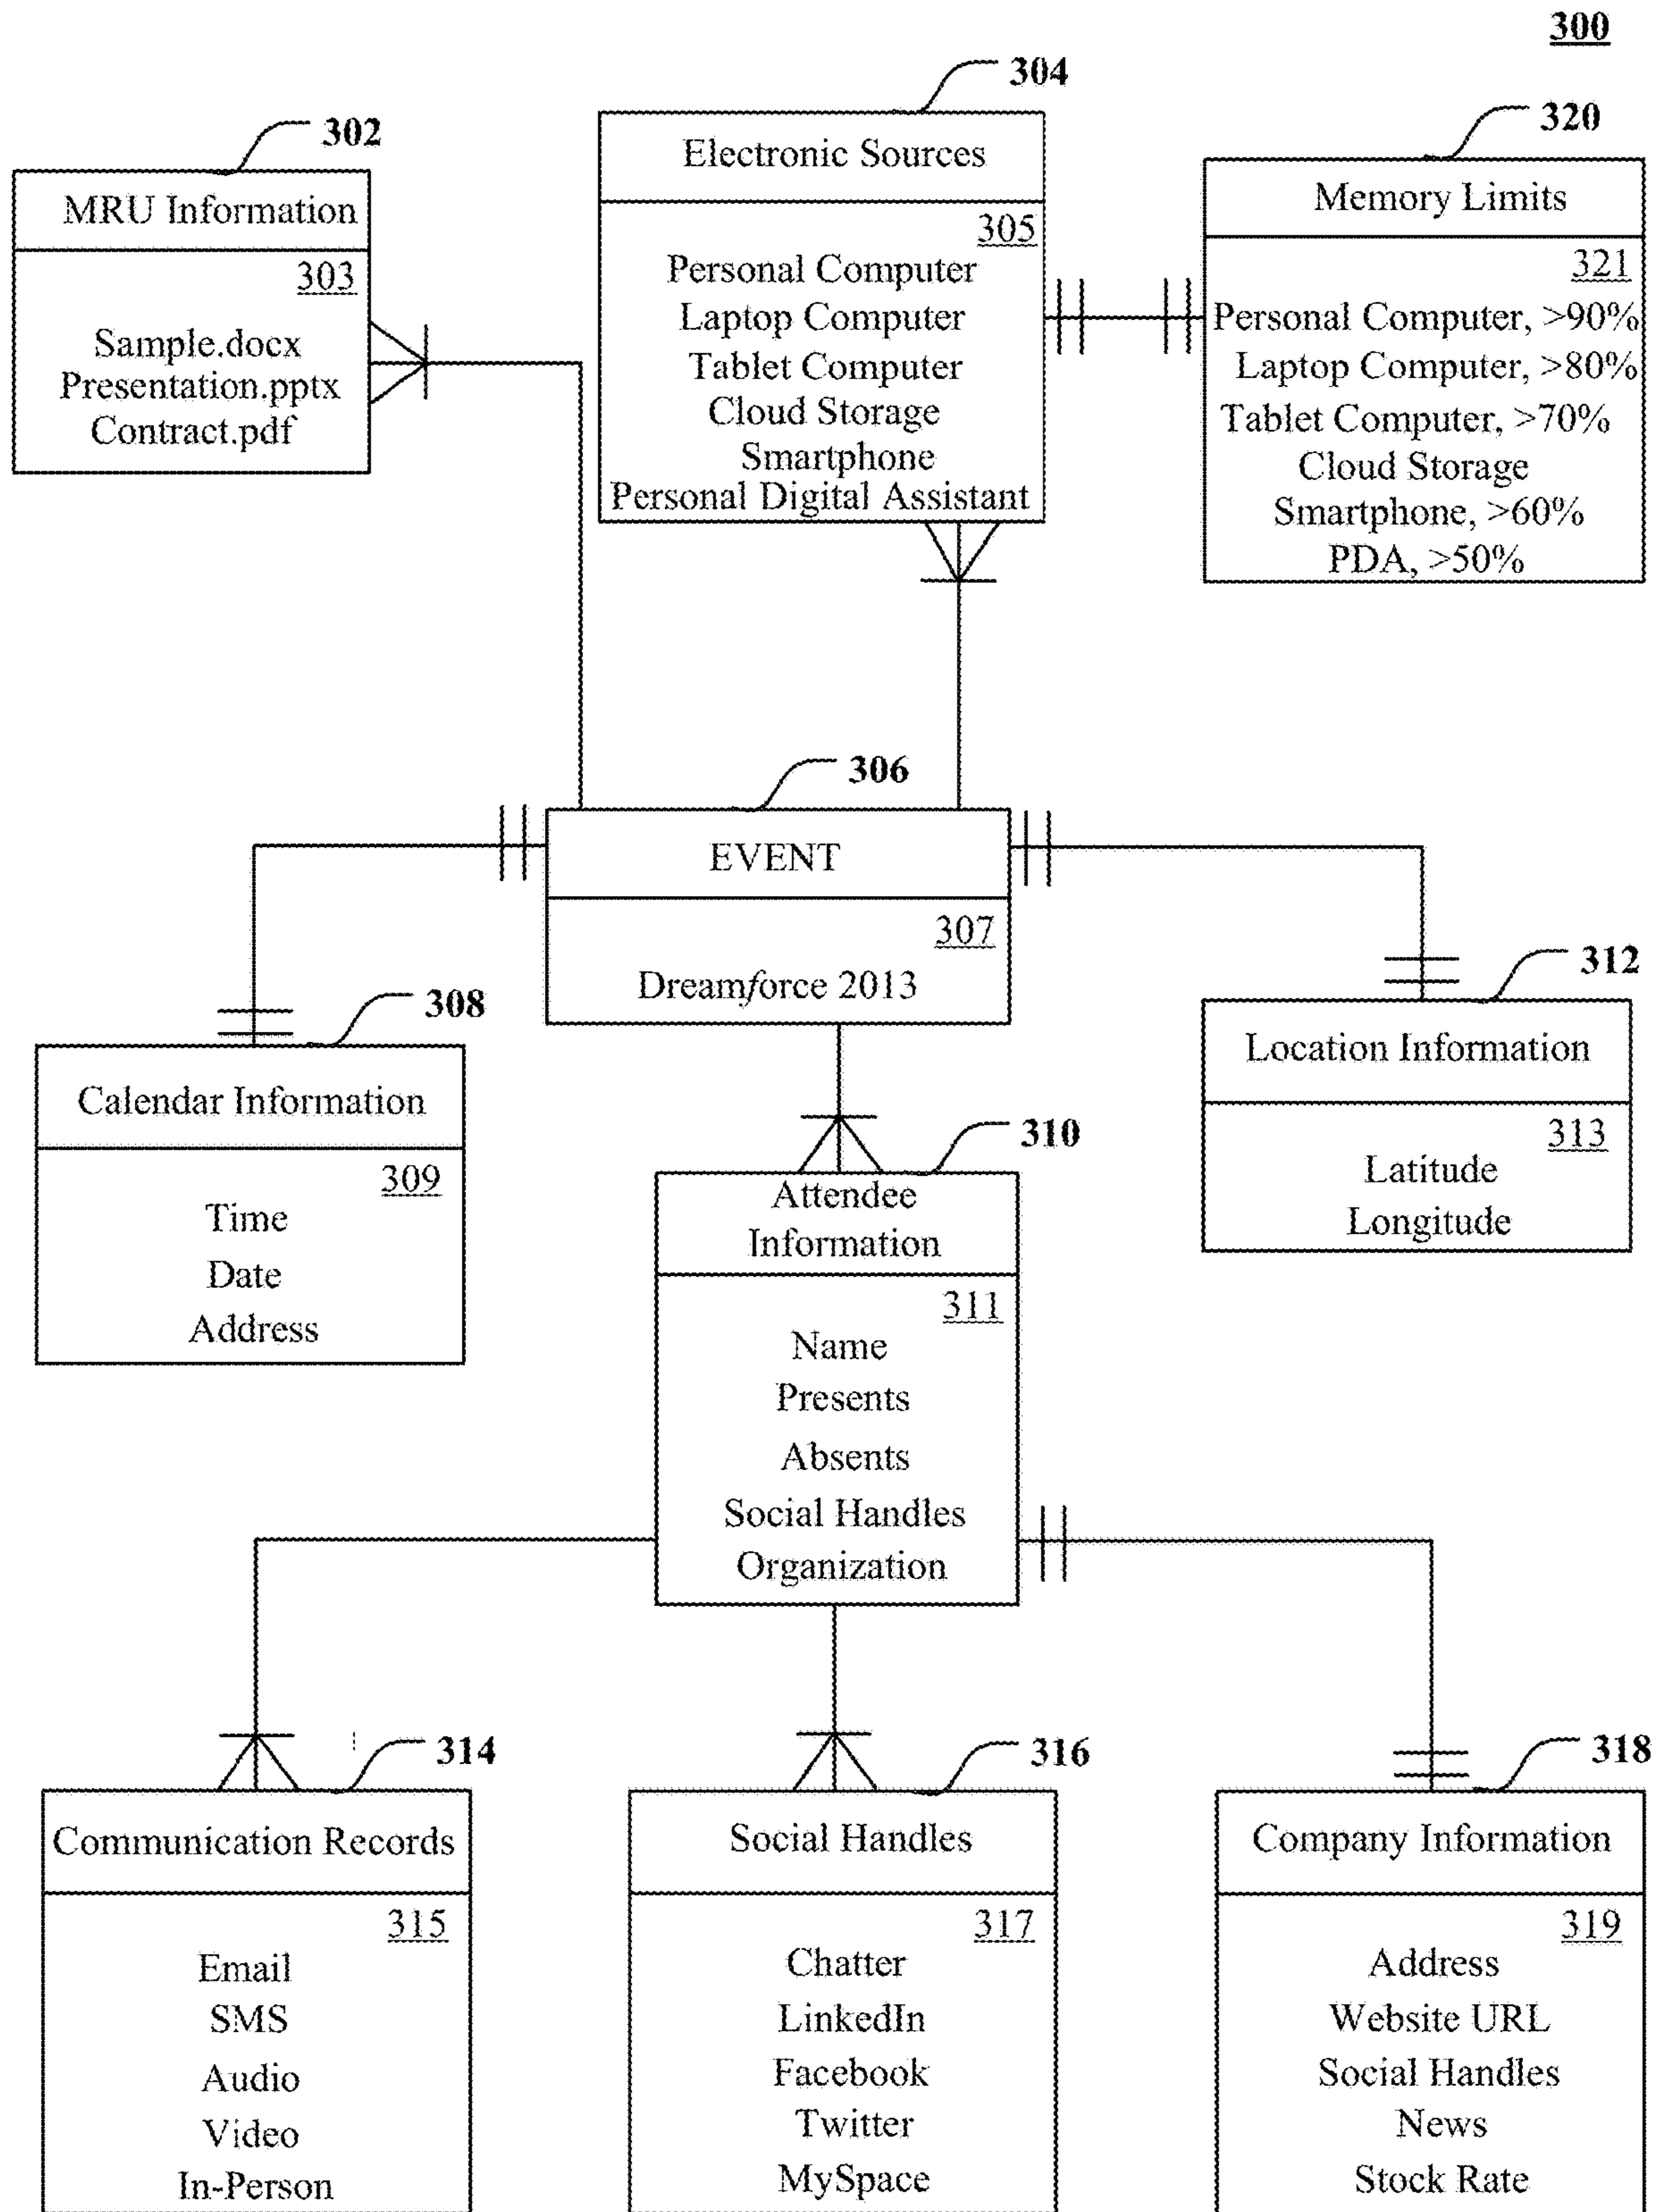 300
304
302
320
Electronic Sources
305
Personal Computer
Laptop Computer
Tablet Computer
Cloud Storage
Smartphone
Personal Digital Assistant
MRU Information
303
Sample.docx
Presentation.pptx
Contract.pdf
Memory Limits
321
Personal Computer, >90%
Laptop Computer, >80%
Tablet Computer, >70%
Cloud Storage
Smartphone, >60%
PDA, >50%
306
EVENT
307
Dreamforce 2013
308
Calendar Information
309
Time
Date
Address
312
Location Information
313
Latitude
Longitude
310
Attendee
Information
311
Name
Presents
Absents
Social Handles
Organization
314
Communication Records
315
Email
SMS
Audio
Video
In-Person
316
Social Handles
317
Chatter
LinkedIn
Facebook
Twitter
MySpace
318
Company Information
319
Address
Website URL
Social Handles
News
Stock Rate